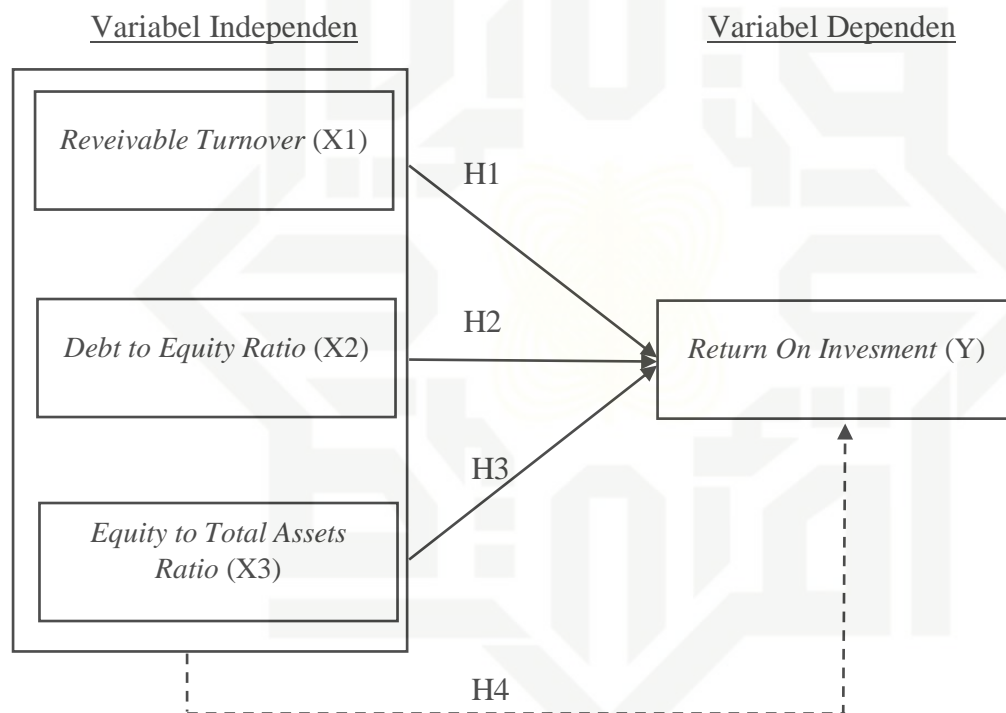 Variabel Independen
Variabel Dependen
Reveivable Turnover (X1)
H1
Debt to Equity Ratio (X2)
H2
Return On Invesment (Y)
Equity to Total Assets
Ratio (X3)
H3
H4